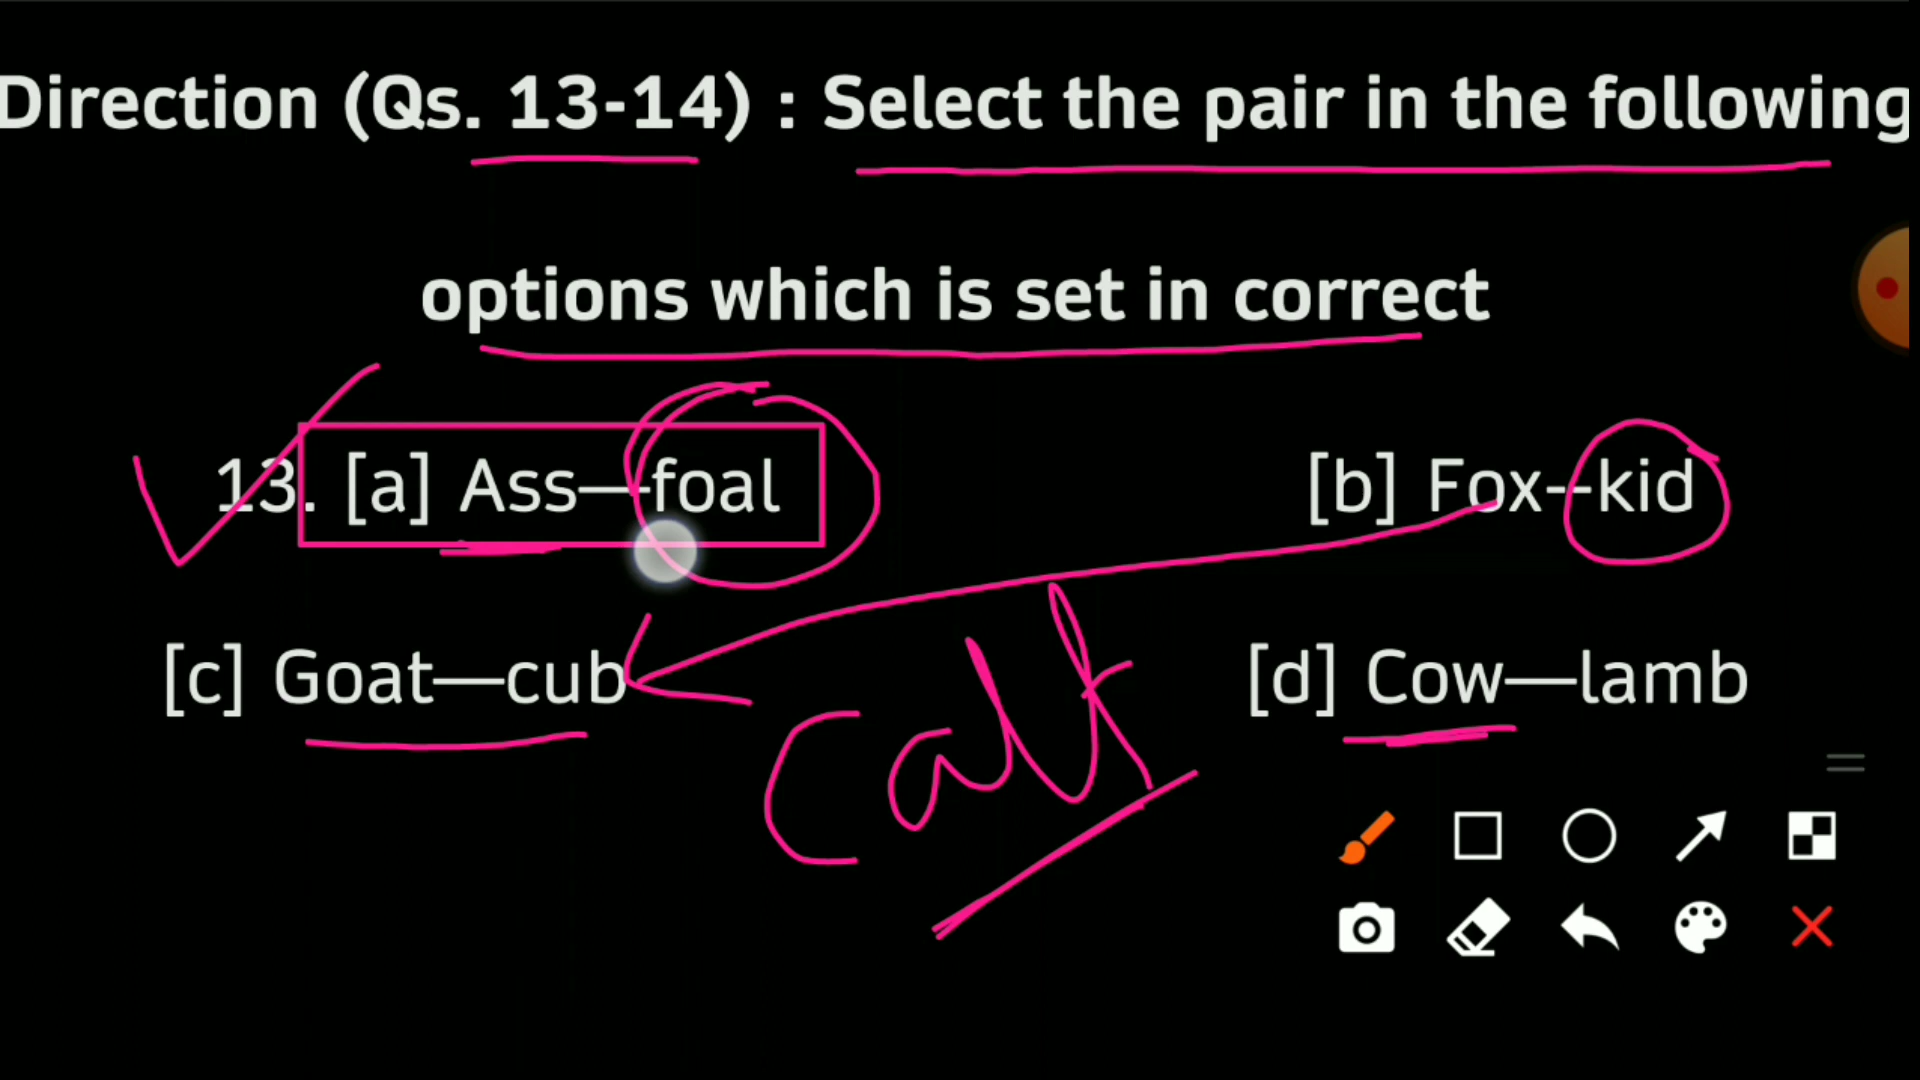 Direction (Qs. 13-14) : Select the pair in the following
options which is set in correct
13. [a] Ass—foal [b] Fox--kid
[c] Goat—cub [d] Cow—lamb
Calf